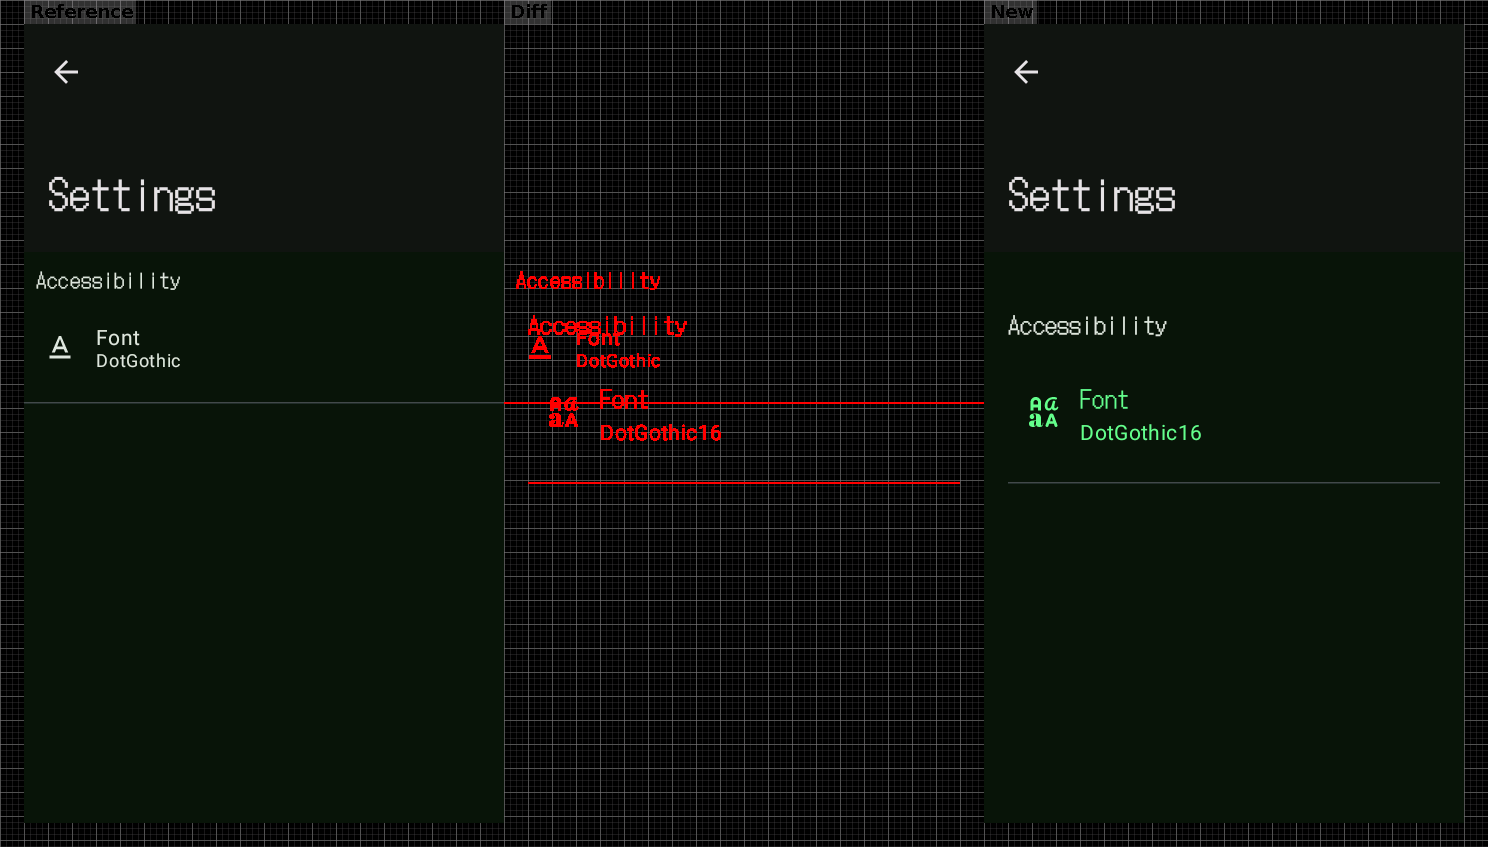 Reference
Settings
Accessibility
Font
DotGothic
Diff
Accessibility
Accessibility
Font
DotGothic
Font
DotGothic16
New
Settings
Accessibility
Font
DotGothic16